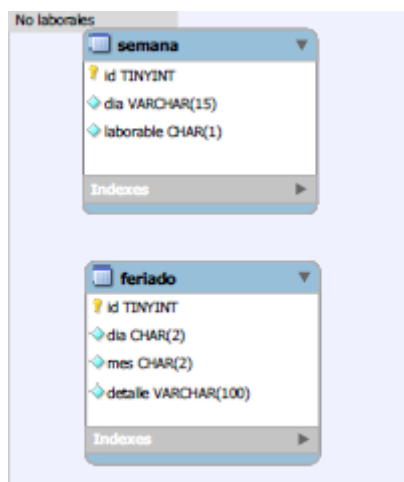 No laborales
semana
id TINYINT
dia VARCHAR(15)
laborable CHAR(1)
Indexes
feriado
id TINYINT
dia CHAR(2)
mes CHAR(2)
detalle VARCHAR(100)
Indexes